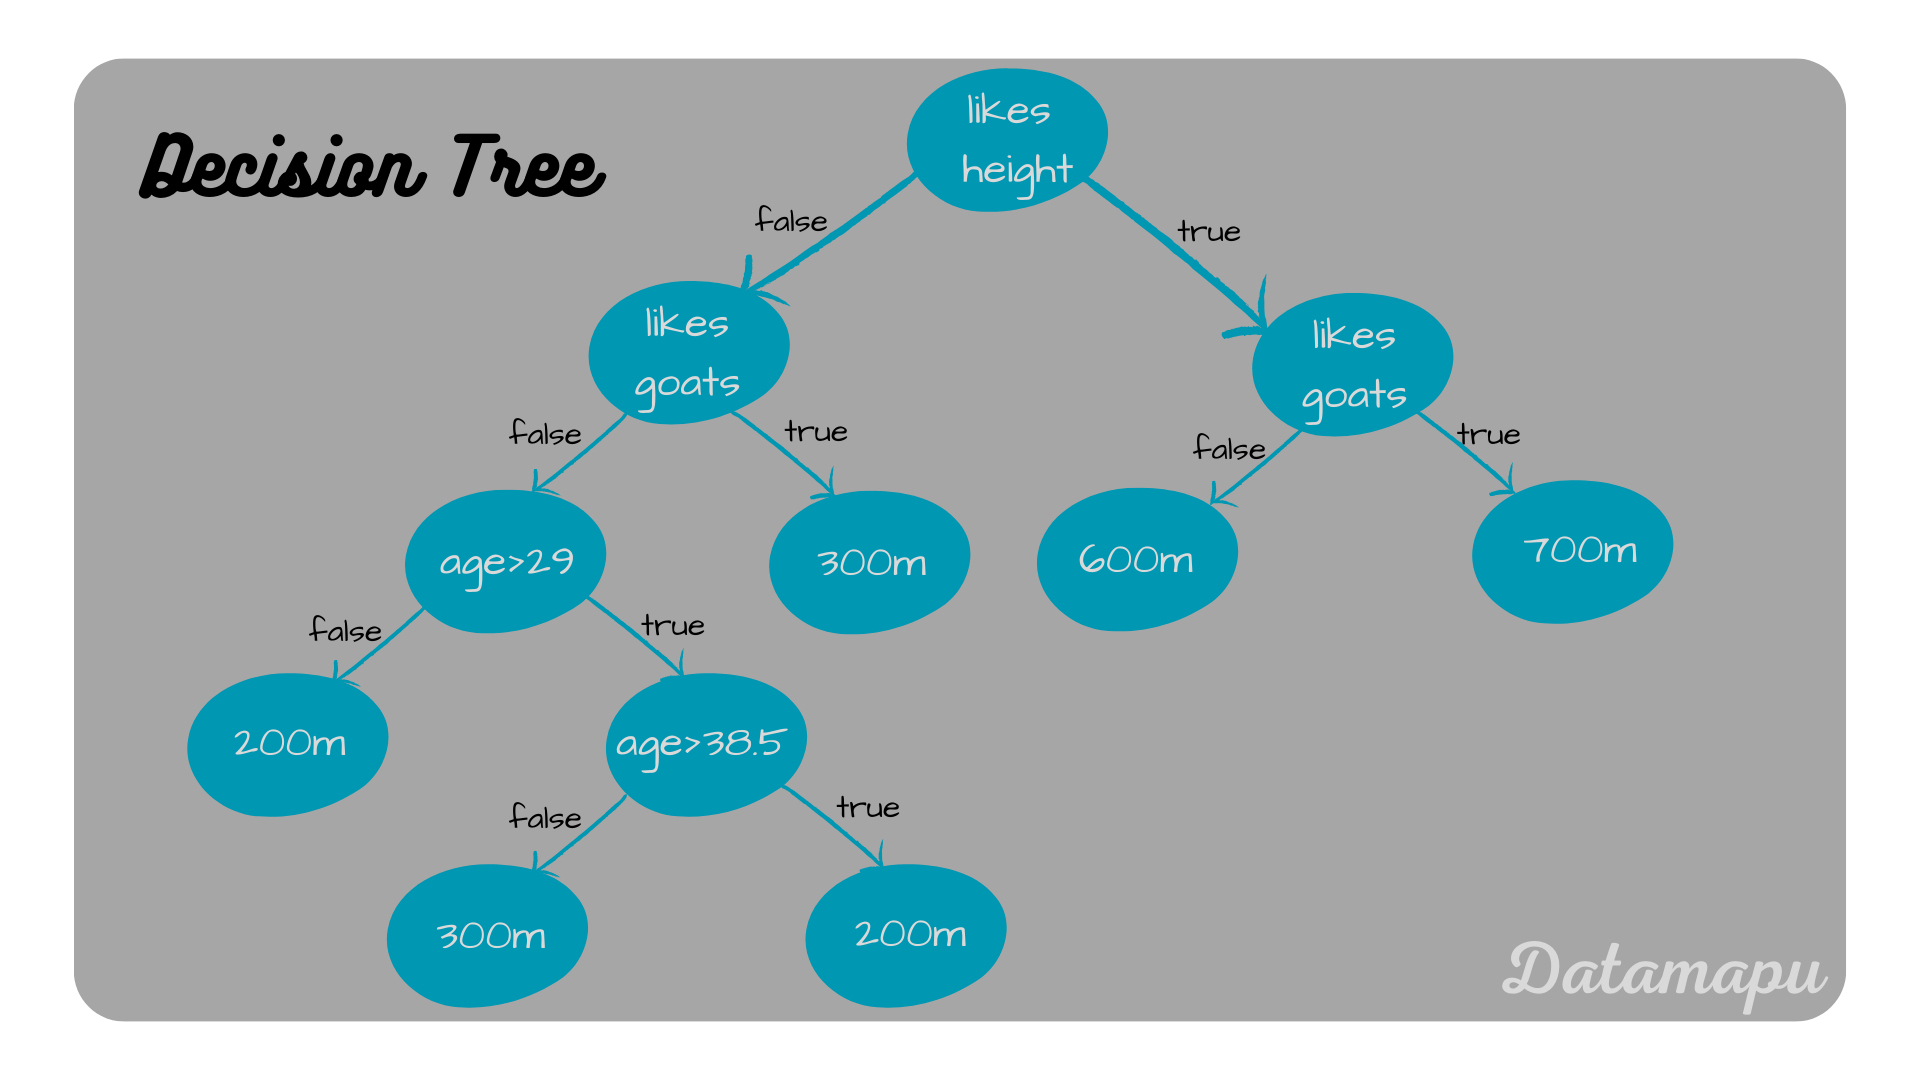 Decision Tree
likes
height
false
true
likes
goats
likes
goats
false
true
false
true
age>29
300m
600m
700m
false
true
200m
age>38.5
false
true
300m
200m
Datamapu